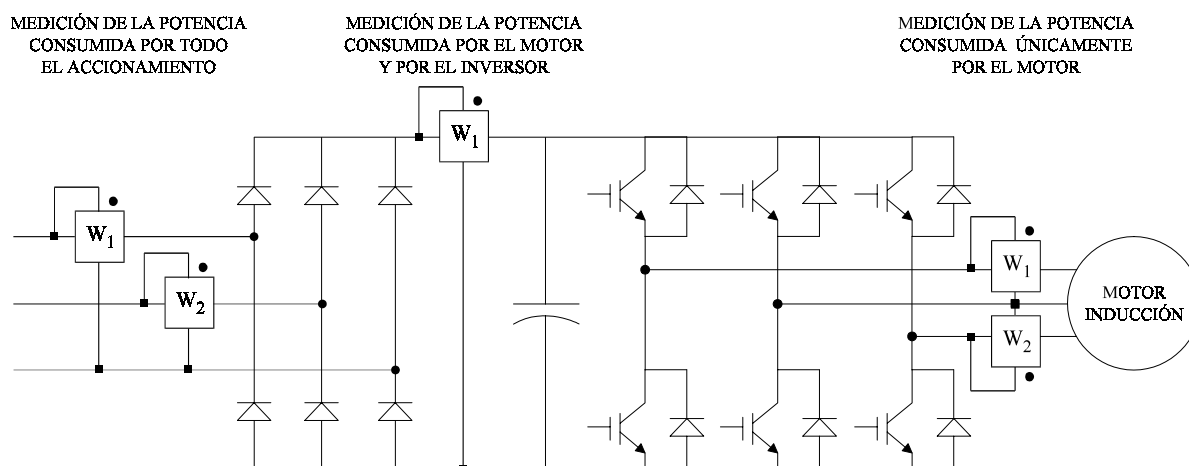 MEDICIÓN DE LA POTENCIA
CONSUMIDA POR TODO
EL ACCIONAMIENTO
MEDICIÓN DE LA POTENCIA
CONSUMIDA POR EL MOTOR
Y POR EL INVERSOR
MEDICIÓN DE LA POTENCIA
CONSUMIDA ÚNICAMENTE
POR EL MOTOR
W1
W1
W2
W1
W2
MOTOR
INDUCCIÓN